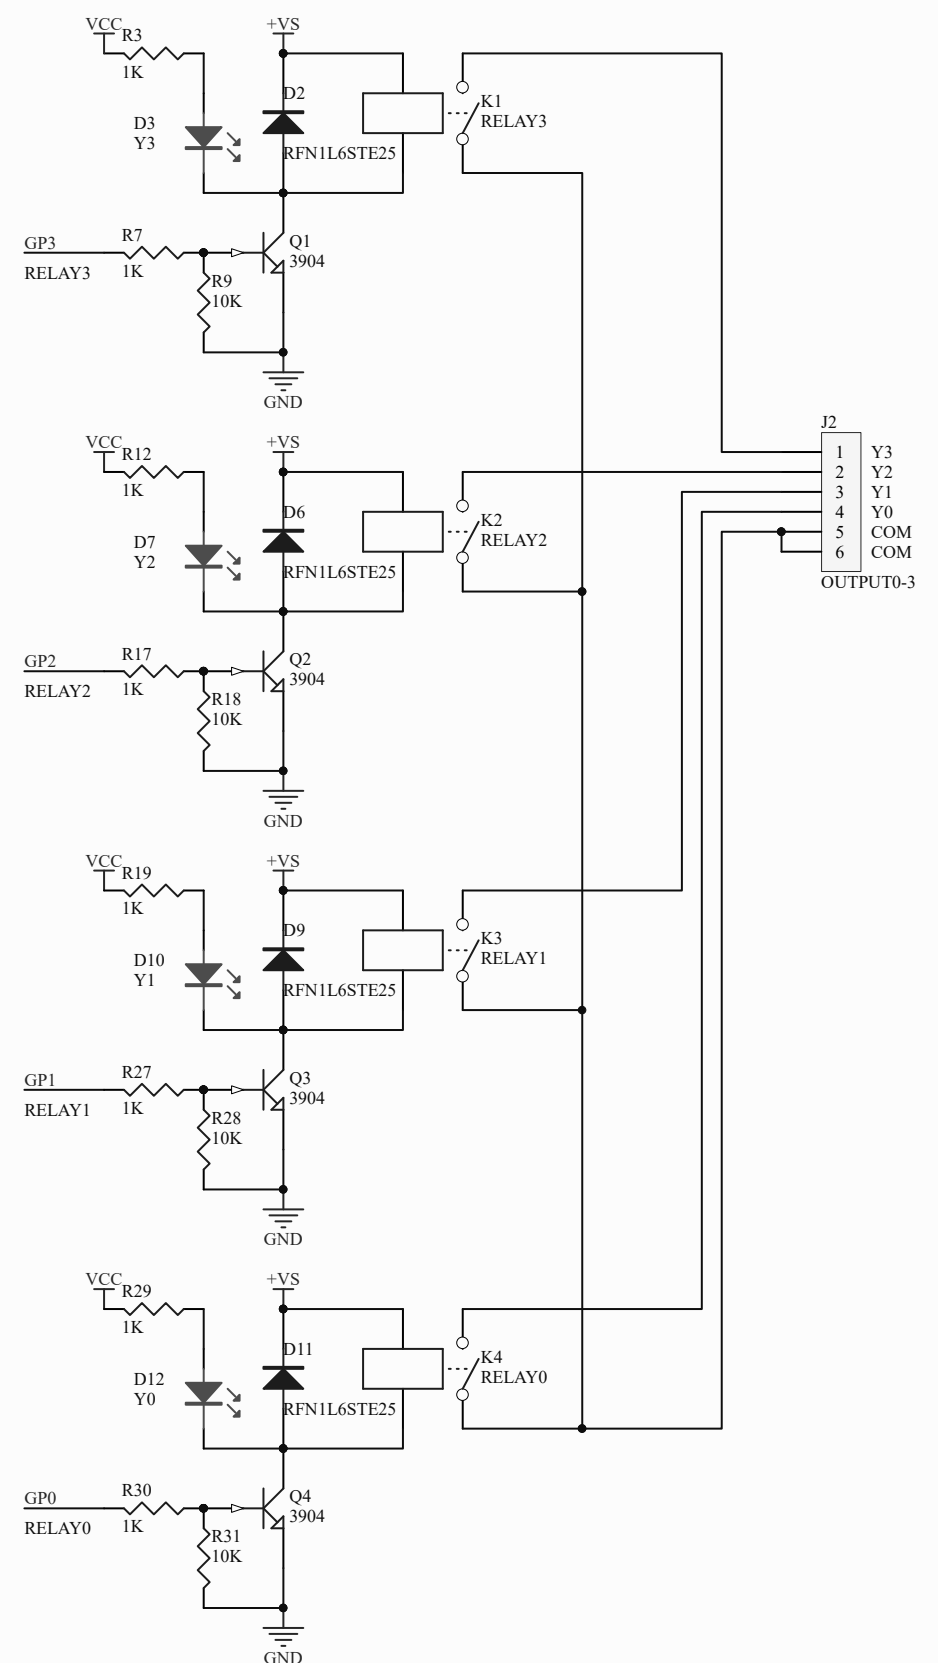 VCC
R3
1K
+VS
D2
D3
Y3
RFN1L6STE25
K1
RELAY3
GP3
RELAY3
R7
1K
R9
10K
Q1
3904
GND
VCC
R12
1K
+VS
D6
D7
Y2
RFN1L6STE25
K2
RELAY2
GP2
RELAY2
R17
1K
R18
10K
Q2
3904
GND
J2
1 Y3
2 Y2
3 Y1
4 Y0
5 COM
6 COM
OUTPUT0-3
VCC
R19
1K
+VS
D9
D10
Y1
RFN1L6STE25
K3
RELAY1
GP1
RELAY1
R27
1K
R28
10K
Q3
3904
GND
VCC
R29
1K
+VS
D11
D12
Y0
RFN1L6STE25
K4
RELAY0
GP0
RELAY0
R30
1K
R31
10K
Q4
3904
GND